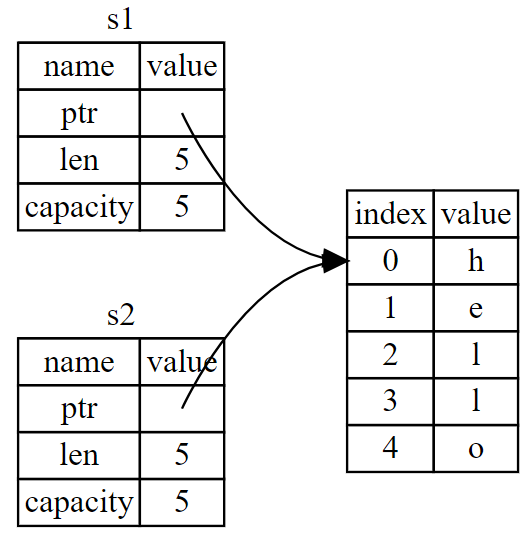 s1
name value
ptr
len 5
capacity 5
s2
name value
ptr
len 5
capacity 5
index value
0 h
1 e
2 l
3 l
4 o